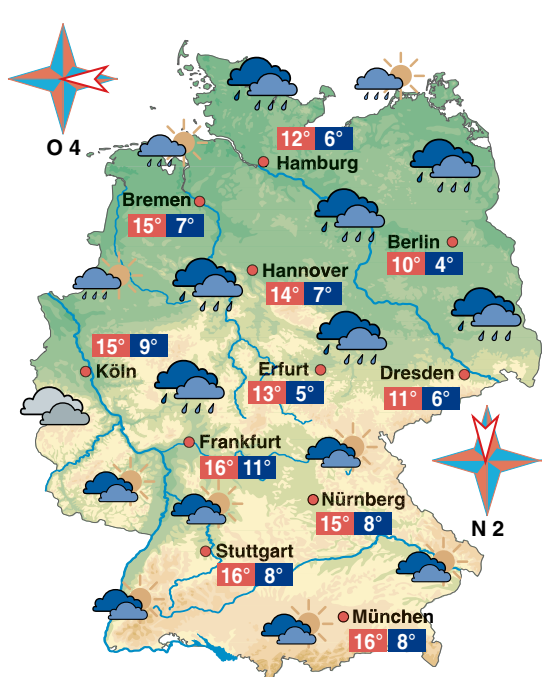 O 4
12° 6°
Hamburg
Bremen
15° 7°
Berlin
10° 4°
Hannover
14° 7°
15° 9°
Köln
Erfurt
13° 5°
Dresden
11° 6°
Frankfurt
16° 11°
Nürnberg
15° 8°
N 2
Stuttgart
16° 8°
München
16° 8°